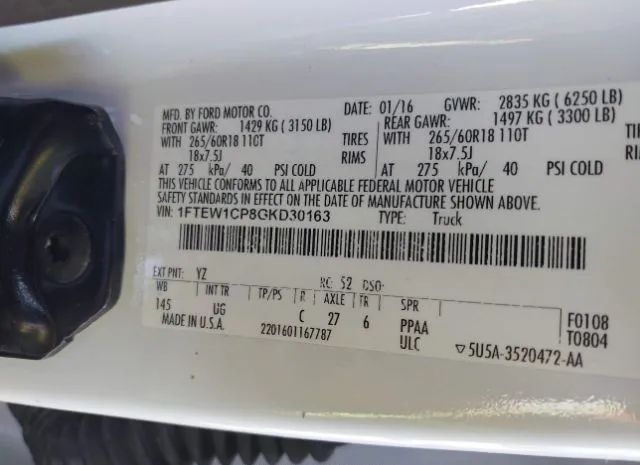 MFD. BY FORD MOTOR CO. DATE: 01/16 GVWR: 2835 KG ( 6250 LB)
FRONT GAWR: 1429 KG ( 3150 LB) REAR GAWR: 1497 KG ( 3300 LB)
WITH 265/60R18 110T TIRES WITH 265/60R18 110T
18x7.5J RIMS 18x7.5J
AT 275 kPa/ 40 PSI COLD AT 275 kPa/ 40 PSI COLD
THIS VEHICLE CONFORMS TO ALL APPLICABLE FEDERAL MOTOR VEHICLE
SAFETY STANDARDS IN EFFECT ON THE DATE OF MANUFACTURE SHOWN ABOVE.
VIN: 1FTEW1CP8GKD30163 TYPE: Truck
EXT PNT: YZ RC: 52 DSO:
WB INT TR TP/PS R AXLE TR SPR
145 UG C 27 6 PPAA F0108
MADE IN U.S.A. 2201601167787 ULC ▽5U5A-3520472-AA T0804